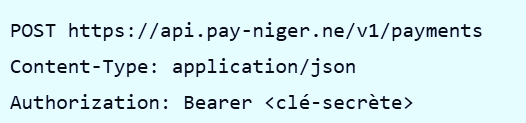 POST https://api.pay-niger.ne/v1/payments
Content-Type: application/json
Authorization: Bearer <clé-secrète>